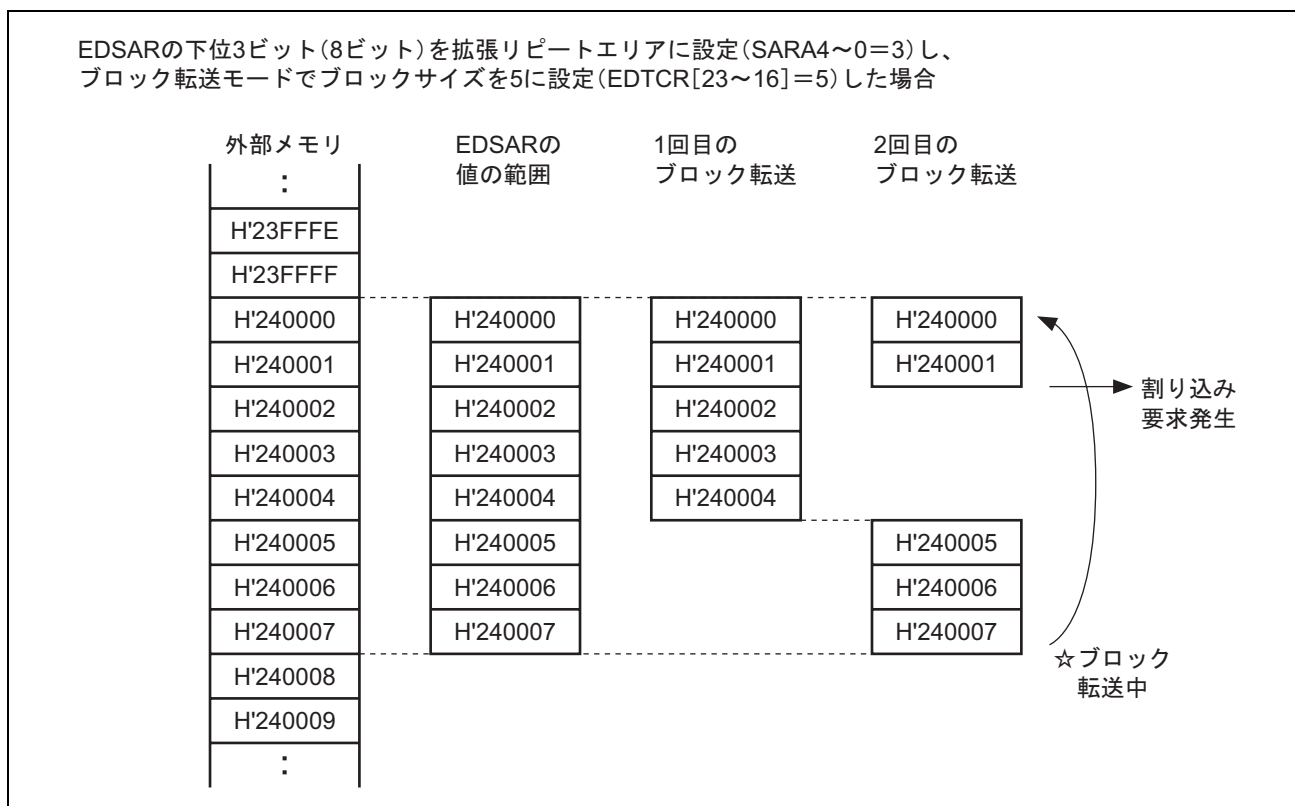 EDSARの下位3ビット(8ビット)を拡張リピートエリアに設定(SARA4～0＝3)し、
ブロック転送モードでブロックサイズを5に設定(EDTCR[23～16]＝5)した場合
外部メモリ
EDSARの
値の範囲
1回目の
ブロック転送
2回目の
ブロック転送
:
H'23FFFE
H'23FFFF
H'240000 H'240000 H'240000 H'240000
H'240001 H'240001 H'240001 H'240001
H'240002 H'240002 H'240002
H'240003 H'240003 H'240003
H'240004 H'240004 H'240004
H'240005 H'240005 H'240005
H'240006 H'240006 H'240006
H'240007 H'240007 H'240007
H'240008
H'240009
:
割り込み
要求発生
☆ブロック
転送中